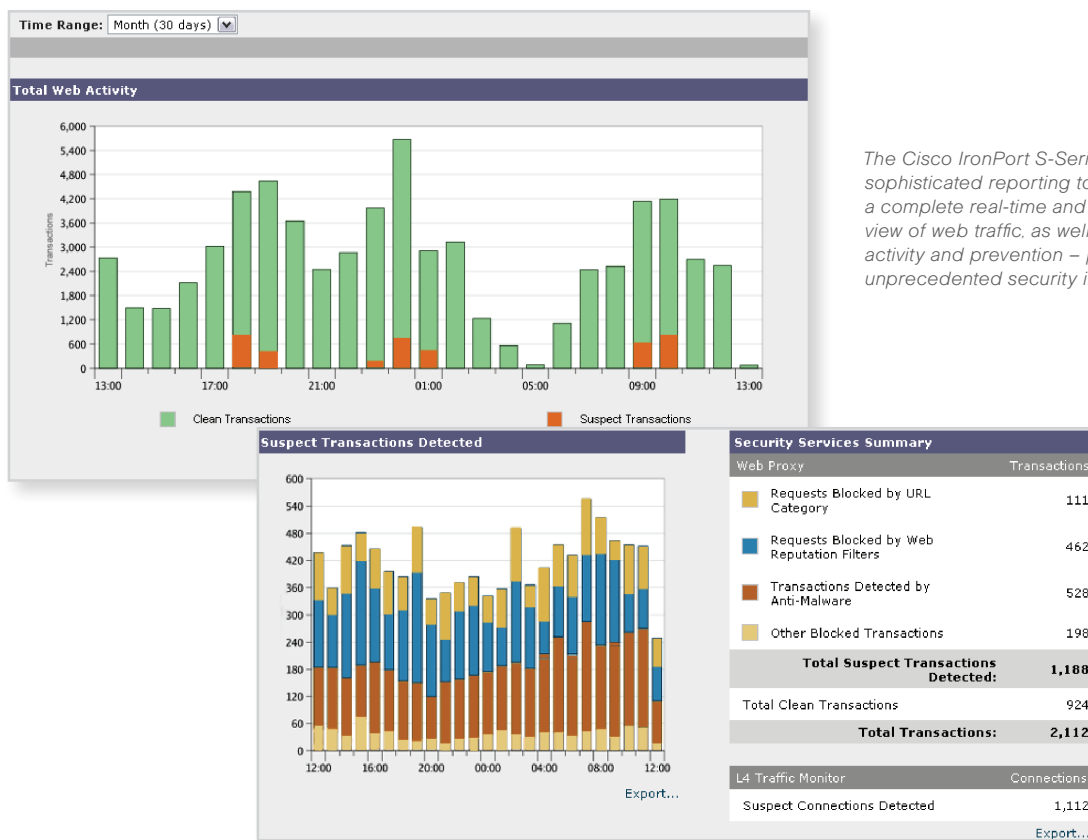 Time Range: Month (30 days)
Total Web Activity
6,000
5,400
4,800
4,200
3,600
3,000
2,400
1,800
1,200
600
0
Transactions
13:00 17:00 21:00 01:00 05:00 09:00 13:00
Clean Transactions Suspect Transactions
The Cisco IronPort S-Seri
sophisticated reporting to
a complete real-time and
view of web traffic, as well
activity and prevention –
unprecedented security i
Suspect Transactions Detected
600
540
480
420
360
300
240
180
120
60
0
12:00 16:00 20:00 00:00 04:00 08:00 12:00
Export...
Security Services Summary
Web Proxy Transactions
Requests Blocked by URL
Category
111
Requests Blocked by Web
Reputation Filters
462
Transactions Detected by
Anti-Malware
528
Other Blocked Transactions 198
Total Suspect Transactions
Detected: 1,188
Total Clean Transactions 924
Total Transactions: 2,112
L4 Traffic Monitor Connections
Suspect Connections Detected 1,112
Export...